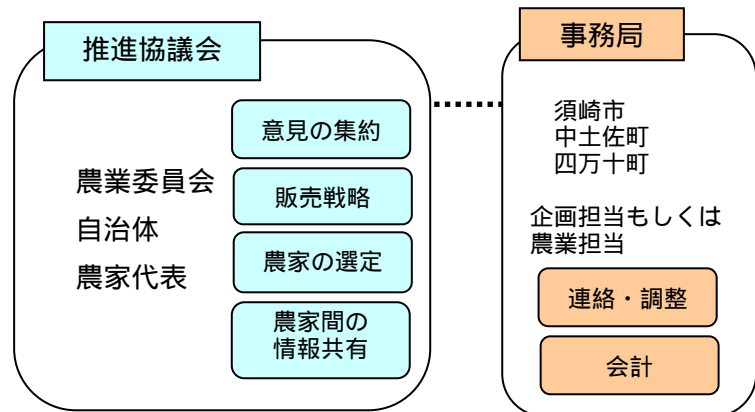 推進協議会
農業委員会
自治体
農家代表
意見の集約
販売戦略
農家の選定
農家間の
情報共有
事務局
須崎市
中土佐町
四万十町
企画担当もしくは
農業担当
連絡・調整
会計